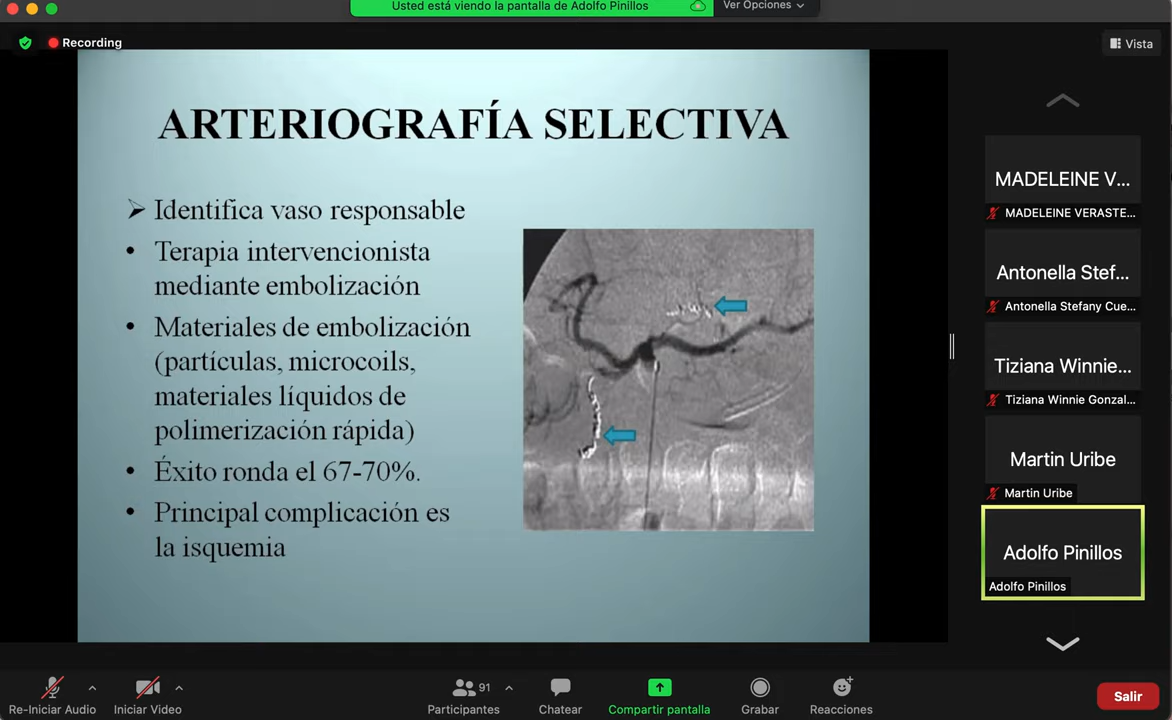 Usted está viendo la pantalla de Adolfo Pinillos
Ver Opciones
Recording
Vista
ARTERIOGRAFÍA SELECTIVA
➢ Identifica vaso responsable
• Terapia intervencionista
mediante embolización
• Materiales de embolización
(partículas, microcoils,
materiales líquidos de
polimerización rápida)
• Éxito ronda el 67-70%.
• Principal complicación es
la isquemia
MADELEINE V...
MADELEINE VERASTE...
Antonella Stef...
Antonella Stefany Cue...
Tiziana Winnie...
Tiziana Winnie Gonzal...
Martin Uribe
Martin Uribe
Adolfo Pinillos
Adolfo Pinillos
Re-Iniciar Audio
Iniciar Video
91
Participantes
Chatear
Compartir pantalla
Grabar
Reacciones
Salir